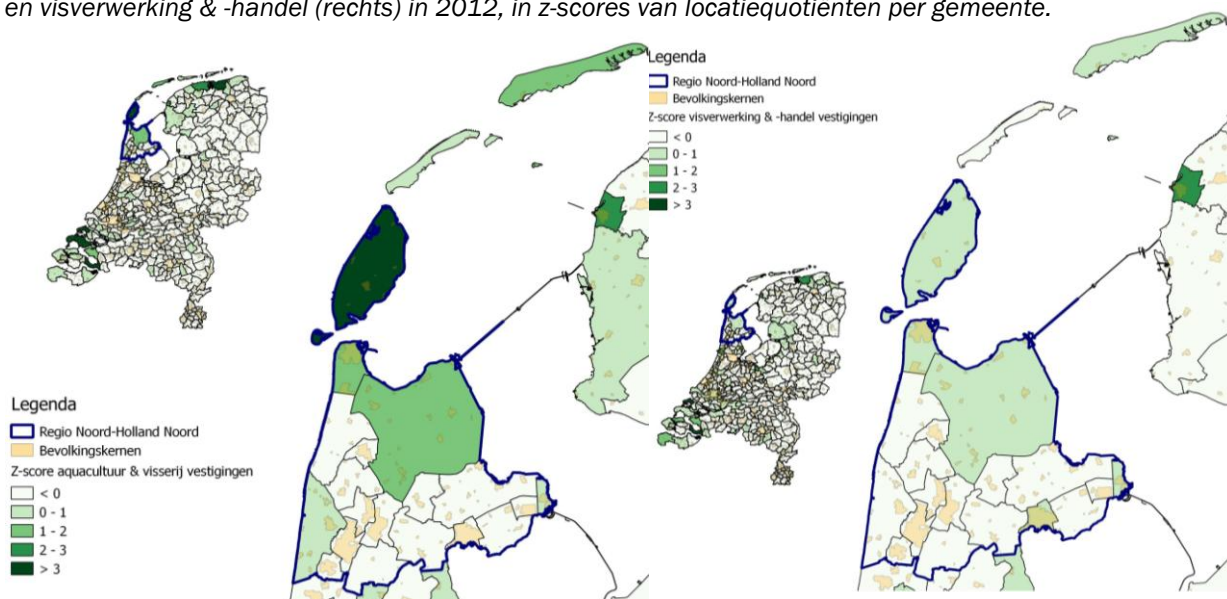 en visverwerking & -handel (rechts) in 2012, in z-scores van locatiequotiënten per gemeente.
Legenda
Regio Noord-Holland Noord
Bevolkingskernen
Z-score aquacultuur & visserij vestigingen
< 0
0 - 1
1 - 2
2 - 3
> 3
Legenda
Regio Noord-Holland Noord
Bevolkingskernen
Z-score visverwerking & -handel vestigingen
< 0
0 - 1
1 - 2
2 - 3
> 3